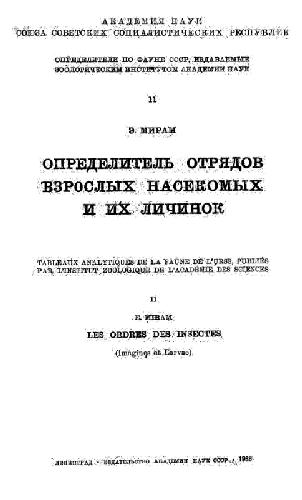 АКАДЕМИЯ НАУК
СОЮЗА СОВЕТСКИХ СОЦИАЛИСТИЧЕСКИХ РЕСПУБЛИК
ОПРЕДЕЛИТЕЛИ ПО ФАУНЕ СССР, ИЗДАВАЕМЫЕ
ЗООЛОГИЧЕСКИМ ИНСТИТУТОМ АКАДЕМИИ НАУК
11
Э. МИРАМ
ОПРЕДЕЛИТЕЛЬ ОТРЯДОВ
ВЗРОСЛЫХ НАСЕКОМЫХ
И ИХ ЛИЧИНОК
TABLEAUX ANALYTIQUES DE LA FAUNE DE L'URSS, PUBLIÉS
PAR L'INSTITUT ZOOLOGIQUE DE L'ACADÉMIE DES SCIENCES
11
E. MIRAM
LES ORDRES DES INSECTES
(Imagines et Larvae)
ЛЕНИНГРАД · ИЗДАТЕЛЬСТВО АКАДЕМИИ НАУК СССР